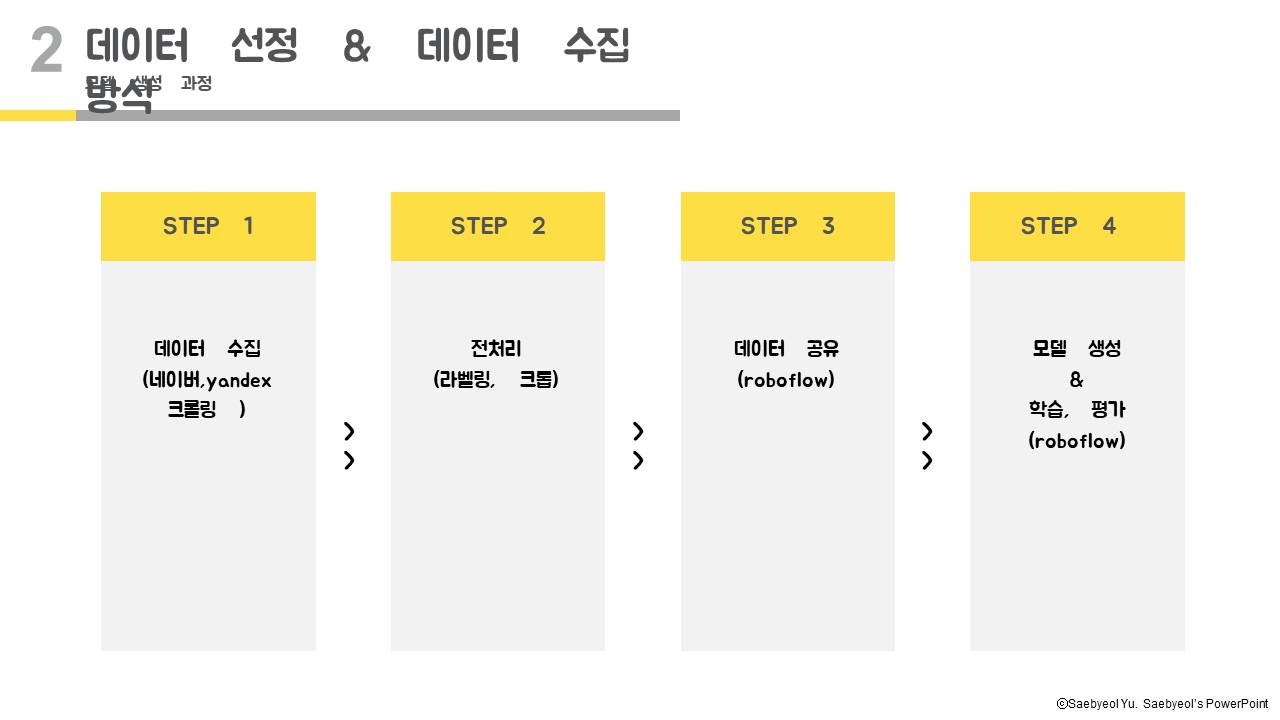 2
데이터 선정 & 데이터 수집
방식
모델 생성 과정
STEP 1
데이터 수집
(네이버,yandex
크롤링 )
>
>
STEP 2
전처리
(라벨링, 크롭)
>
>
STEP 3
데이터 공유
(roboflow)
>
>
STEP 4
모델 생성
&
학습, 평가
(roboflow)
ⓒSaebyeol Yu. Saebyeol's PowerPoint